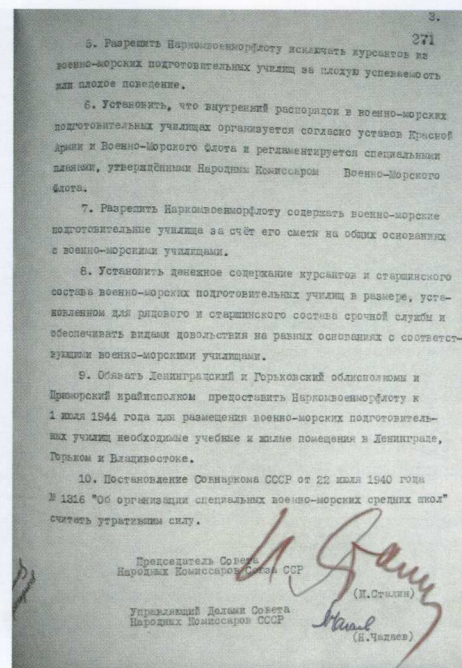 3.
271
5. Разрешить Наркомвоенморфлоту исключать курсантов из
военно-морских подготовительных училищ за плохую успеваемость
или плохое поведение.
6. Установить, что внутренний распорядок в военно-морских
подготовительных училищах организуется согласно уставов Красной
Армии и Военно-Морского Флота и регламентируется специальными
планами, утверждёнными Народным Комиссаром Военно-Морского
Флота.
7. Разрешить Наркомвоенморфлоту содержать военно-морские
подготовительные училища за счёт его сметы на общих основаниях
с военно-морскими училищами.
8. Установить денежное содержание курсантов и старшинского
состава военно-морских подготовительных училищ в размере, уста-
новленном для рядового и старшинского состава срочной службы и
обеспечивать видами довольствия на равных основаниях с соответст-
вующими военно-морскими училищами.
9. Обязать Ленинградский и Горьковский облисполкомы и
Приморский крайисполком предоставить Наркомвоенморфлоту к
1 июля 1944 года для размещения военно-морских подготовитель-
ных училищ необходимые учебные и жилые помещения в Ленинграде,
Горьком и Владивостоке.
10. Постановление Совнаркома СССР от 22 июля 1940 года
№ 1316 "Об организации специальных военно-морских средних школ"
считать утратившим силу.
Председатель Совета
Народных Комиссаров Союза ССР
И. Сталин
(И.Сталин)
Управляющий Делами Совета
Народных Комиссаров СССР
(Я.Чадаев)